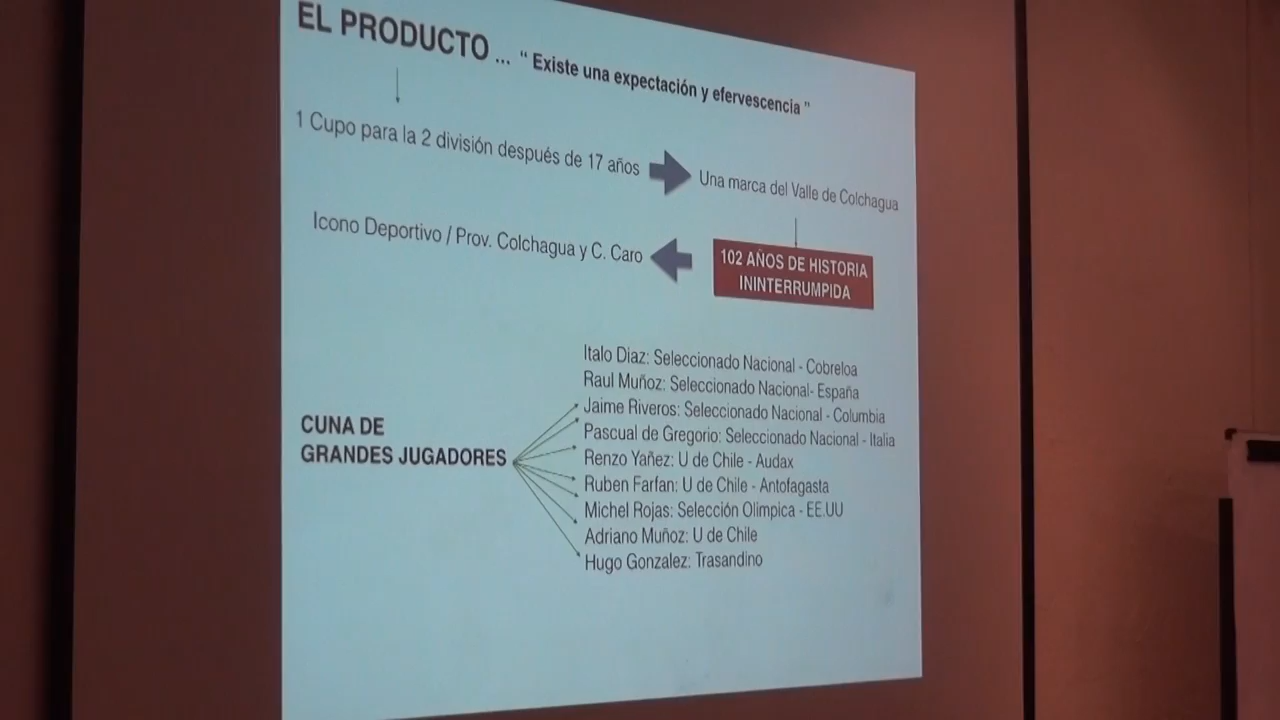 EL PRODUCTO ... “ Existe una expectación y efervescencia ”
1 Cupo para la 2 división después de 17 años
Una marca del Valle de Colchagua
Icono Deportivo / Prov. Colchagua y C. Caro
102 AÑOS DE HISTORIA
ININTERRUMPIDA
CUNA DE
GRANDES JUGADORES
Italo Diaz: Seleccionado Nacional - Cobreloa
Raul Muñoz: Seleccionado Nacional- España
Jaime Riveros: Seleccionado Nacional - Columbia
Pascual de Gregorio: Seleccionado Nacional - Italia
Renzo Yañez: U de Chile - Audax
Ruben Farfan: U de Chile - Antofagasta
Michel Rojas: Selección Olimpica - EE.UU
Adriano Muñoz: U de Chile
Hugo Gonzalez: Trasandino